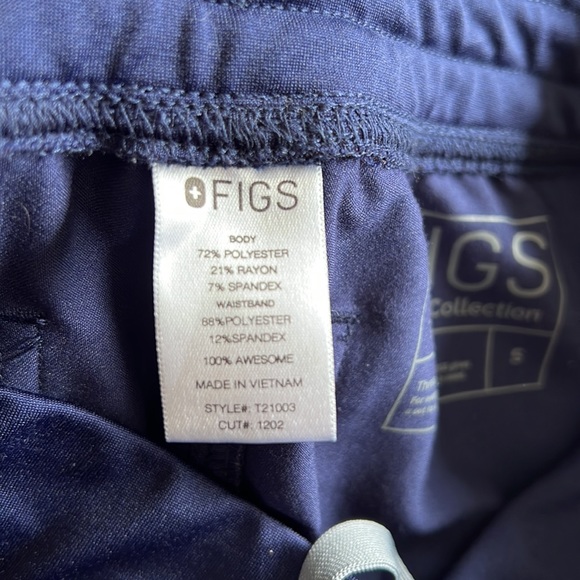 FIGS
BODY
72% POLYESTER
21% RAYON
7% SPANDEX
WAISTBAND
88%POLYESTER
12%SPANDEX
100% AWESOME
MADE IN VIETNAM
STYLE#: T21003
CUT#: 1202
IGS
Collection
S